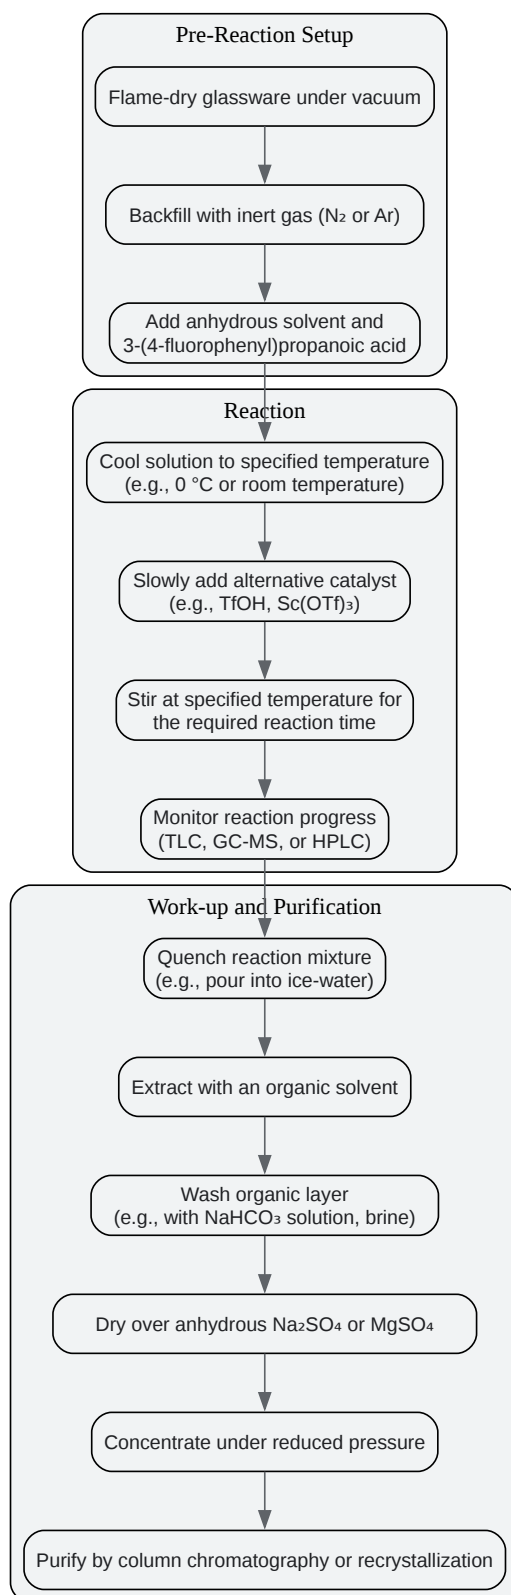 Pre-Reaction Setup
Flame-dry glassware under vacuum
Backfill with inert gas (N₂ or Ar)
Add anhydrous solvent and
3-(4-fluorophenyl)propanoic acid
Reaction
Cool solution to specified temperature
(e.g., 0 °C or room temperature)
Slowly add alternative catalyst
(e.g., TfOH, Sc(OTf)₃)
Stir at specified temperature for
the required reaction time
Monitor reaction progress
(TLC, GC-MS, or HPLC)
Work-up and Purification
Quench reaction mixture
(e.g., pour into ice-water)
Extract with an organic solvent
Wash organic layer
(e.g., with NaHCO₃ solution, brine)
Dry over anhydrous Na₂SO₄ or MgSO₄
Concentrate under reduced pressure
Purify by column chromatography or recrystallization